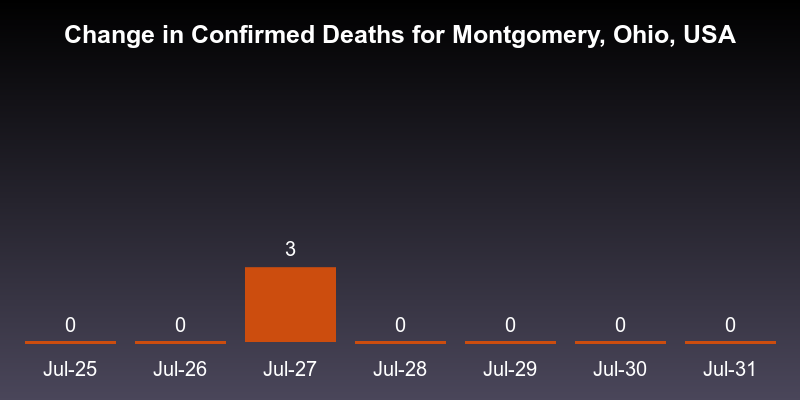 Change in Confirmed Deaths for Montgomery, Ohio, USA
3
0 0 0 0 0 0
Jul-25 Jul-26 Jul-27 Jul-28 Jul-29 Jul-30 Jul-31